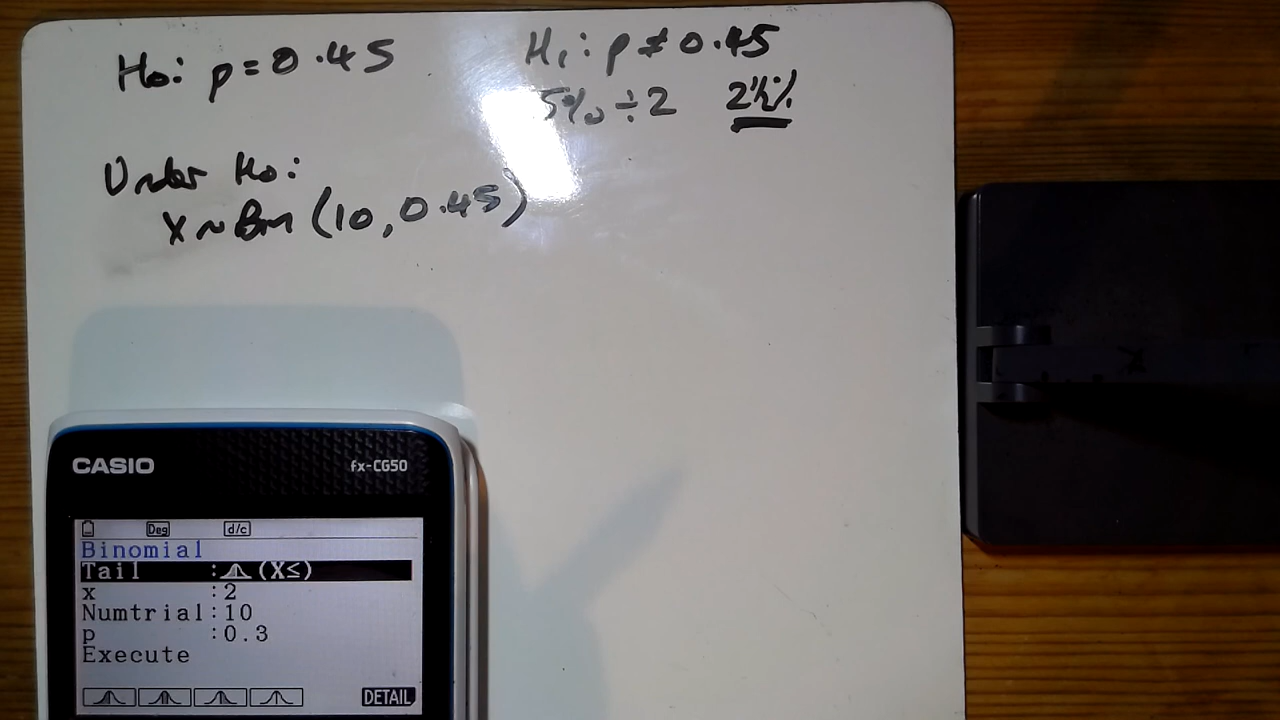 H₀: p = 0.45
H₁: p ≠ 0.45
5% ÷ 2 2½%
Under H₀:
X ~ Bin (10, 0.45)
CASIO
fx-CG50
Deg d/c
Binomial
Tail :(X≤)
x :2
Numtrial:10
p :0.3
Execute
DETAIL